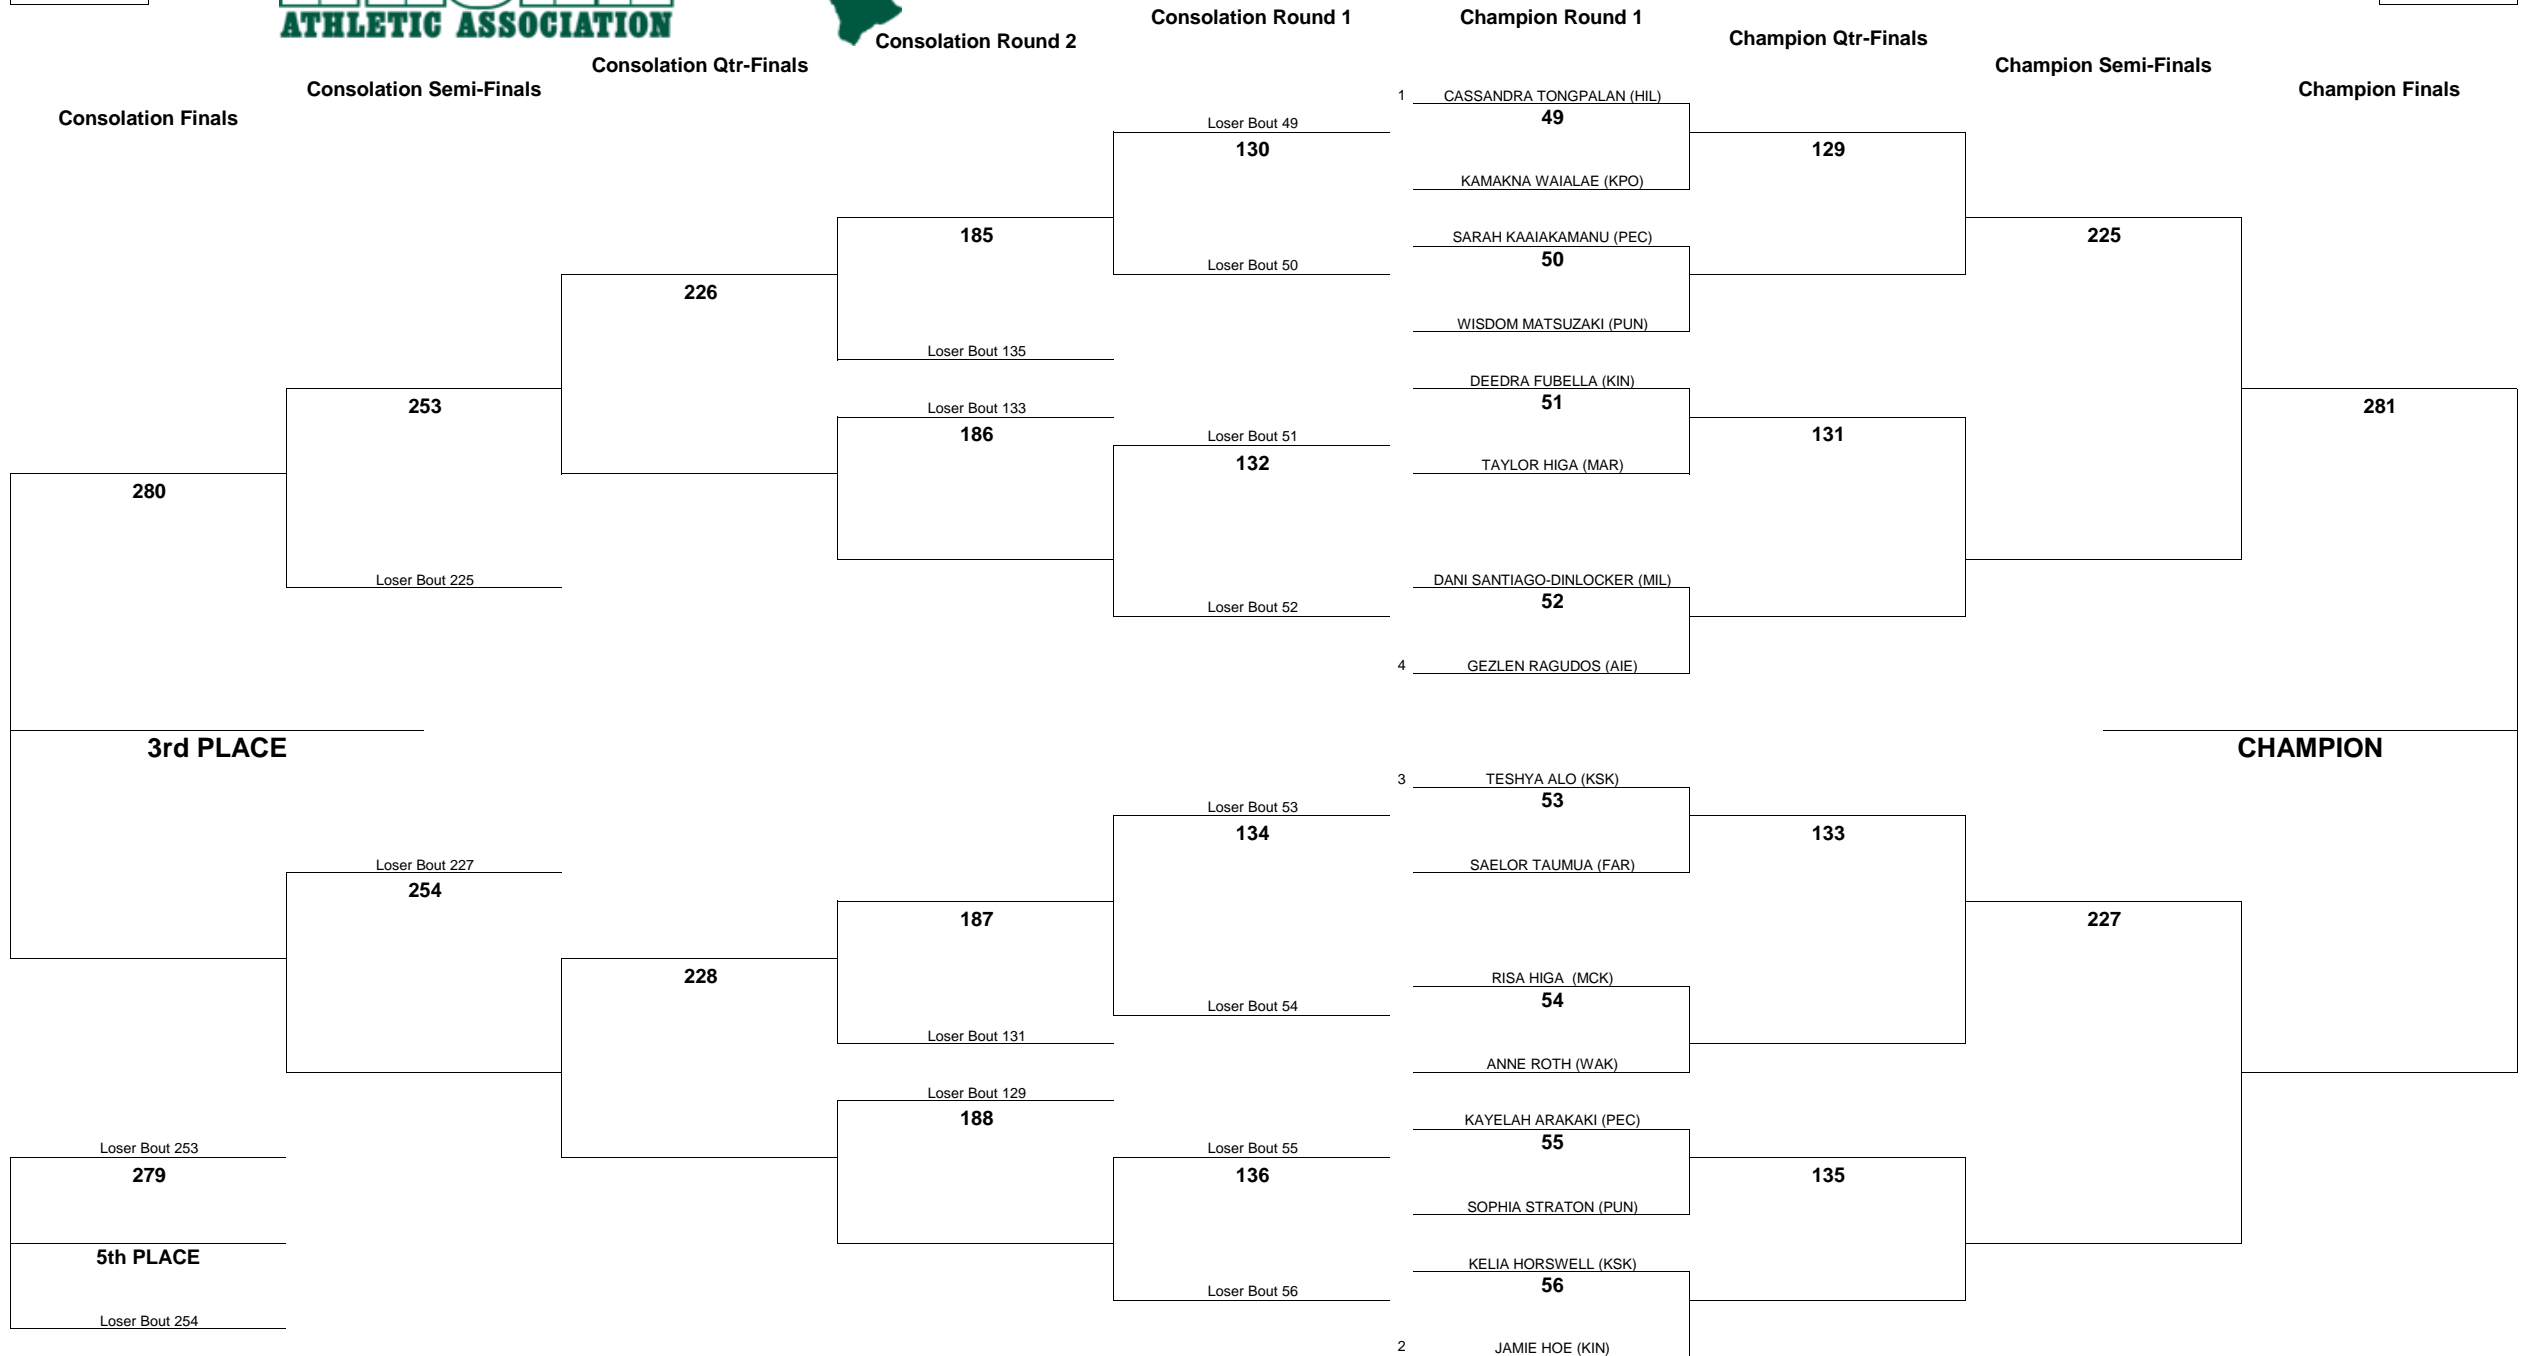 ATHLETIC ASSOCIATION
Consolation Round 1
Champion Round 1
Consolation Round 2
Champion Qtr-Finals
Consolation Qtr-Finals
Champion Semi-Finals
Consolation Semi-Finals
Champion Finals
Consolation Finals
1 CASSANDRA TONGPALAN (HIL)
Loser Bout 49
49
130
129
KAMAKNA WAIALAE (KPO)
185
SARAH KAAIAKAMANU (PEC)
225
Loser Bout 50
50
226
WISDOM MATSUZAKI (PUN)
Loser Bout 135
DEEDRA FUBELLA (KIN)
253
Loser Bout 133
51
281
186
Loser Bout 51
131
132
TAYLOR HIGA (MAR)
280
Loser Bout 225
DANI SANTIAGO-DINLOCKER (MIL)
Loser Bout 52
52
4 GEZLEN RAGUDOS (AIE)
3rd PLACE
CHAMPION
3 TESHYA ALO (KSK)
Loser Bout 53
53
134
133
Loser Bout 227
SAELOR TAUMUA (FAR)
254
187
227
228
RISA HIGA  (MCK)
Loser Bout 54
54
Loser Bout 131
ANNE ROTH (WAK)
Loser Bout 129
188
KAYELAH ARAKAKI (PEC)
Loser Bout 253
Loser Bout 55
55
279
136
135
SOPHIA STRATON (PUN)
5th PLACE
KELIA HORSWELL (KSK)
Loser Bout 56
56
Loser Bout 254
2 JAMIE HOE (KIN)